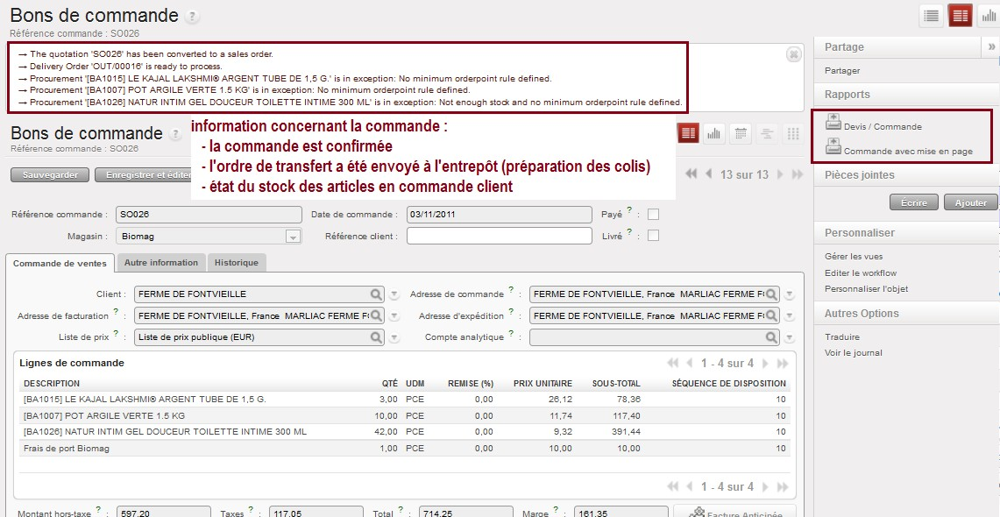 Bons de commande ?
Référence commande : SO026
→ The quotation 'SO026' has been converted to a sales order.
→ Delivery Order 'OUT/00016' is ready to process.
→ Procurement '[BA1015] LE KAJAL LAKSHMI® ARGENT TUBE DE 1,5 G.' is in exception: No minimum orderpoint rule defined.
→ Procurement '[BA1007] POT ARGILE VERTE 1.5 KG' is in exception: No minimum orderpoint rule defined.
→ Procurement '[BA1026] NATUR INTIM GEL DOUCEUR TOILETTE INTIME 300 ML' is in exception: Not enough stock and no minimum orderpoint rule defined.
information concernant la commande :
- la commande est confirmée
- l'ordre de transfert a été envoyé à l'entrepôt (préparation des colis)
- état du stock des articles en commande client
Bons de commande ?
Référence commande : SO026
Sauvegarder Enregistrer et éditer
13 sur 13
Référence commande : SO026 Date de commande : 03/11/2011 Payé ? :
Magasin : Biomag Référence client : Livré ? :
Commande de ventes Autre information Historique
Client : FERME DE FONTVIEILLE Adresse de commande ? : FERME DE FONTVIEILLE, France MARLIAC FERME F
Adresse de facturation ? : FERME DE FONTVIEILLE, France MARLIAC FERME F Adresse d'expédition ? : FERME DE FONTVIEILLE, France MARLIAC FERME F
Liste de prix ? : Liste de prix publique (EUR) Compte analytique ? :
Lignes de commande 1 - 4 sur 4
DESCRIPTION QTÉ UDM REMISE (%) PRIX UNITAIRE SOUS-TOTAL SÉQUENCE DE DISPOSITION
[BA1015] LE KAJAL LAKSHMI® ARGENT TUBE DE 1,5 G. 3,00 PCE 0,00 26,12 78,36 10
[BA1007] POT ARGILE VERTE 1.5 KG 10,00 PCE 0,00 11,74 117,40 10
[BA1026] NATUR INTIM GEL DOUCEUR TOILETTE INTIME 300 ML 42,00 PCE 0,00 9,32 391,44 10
Frais de port Biomag 1,00 PCE 0,00 10,00 10,00 10
1 - 4 sur 4
Montant hors-taxe ? : 597,20 Taxes ? : 117,05 Total ? : 714,25 Marge ? : 161,35 Facture Anticipée
Partage »
Partager
Rapports
Devis / Commande
Commande avec mise en page
Pièces jointes
Écrire Ajouter
Personnaliser
Gérer les vues
Editer le workflow
Personnaliser l'objet
Autres Options
Traduire
Voir le journal